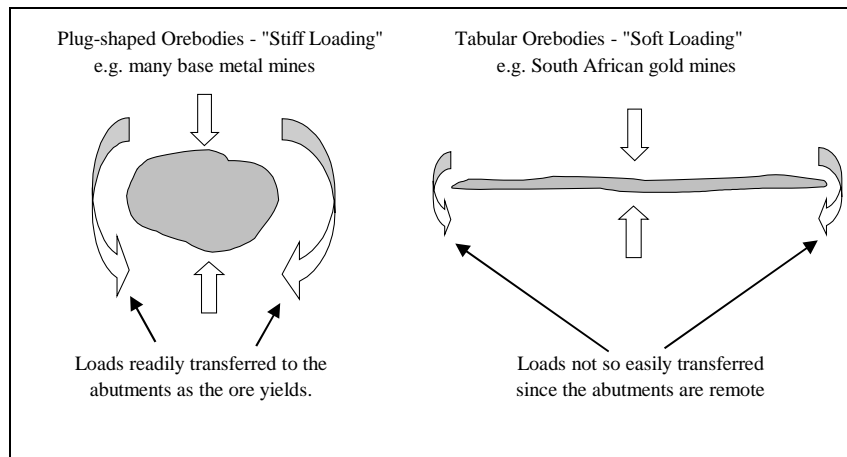 Plug-shaped Orebodies - "Stiff Loading"
e.g. many base metal mines
Tabular Orebodies - "Soft Loading"
e.g. South African gold mines
Loads readily transferred to the
abutments as the ore yields.
Loads not so easily transferred
since the abutments are remote